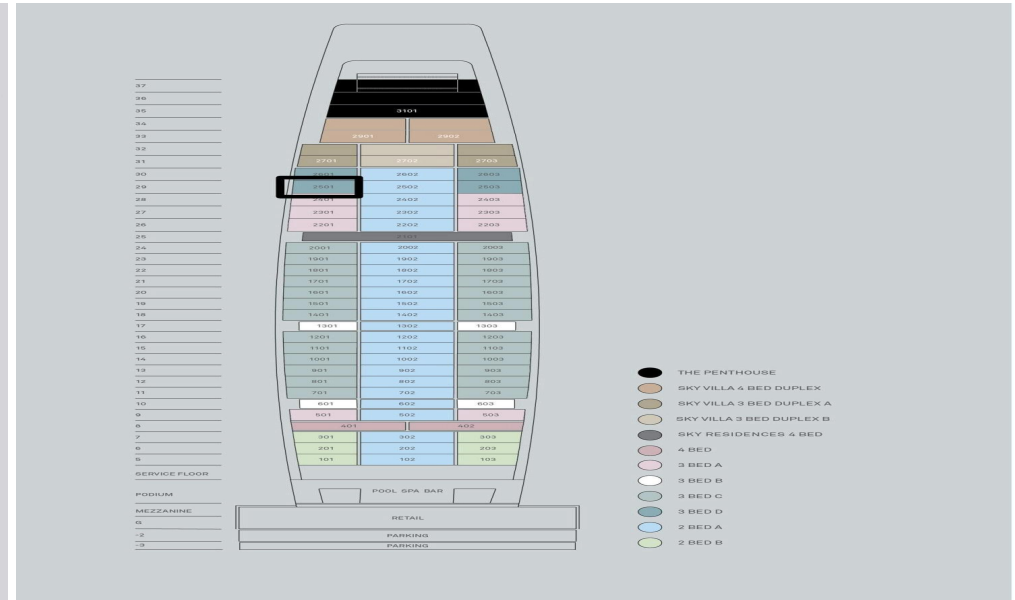 37
36
35 3101
34
33 2901 2902
32
31 2701 2702 2703
30 2601 2602 2603
29 2501 2502 2503
28 2401 2402 2403
27 2301 2302 2303
26 2201 2202 2203
25
24 2001 2002 2003
23 1901 1902 1903
22 1801 1802 1803
21 1701 1702 1703
20 1601 1602 1603
19 1501 1502 1503
18 1401 1402 1403
17 1301 1302 1303
16 1201 1202 1203
15 1101 1102 1103
14 1001 1002 1003
13 901 902 903
12 801 802 803
11 701 702 703
10 601 602 603
9 501 502 503
8 401 402
7 301 302 303
6 201 202 203
5 101 102 103
SERVICE FLOOR
PODIUM POOL SPA BAR
MEZZANINE
RETAIL
G
-2 PARKING
-3 PARKING
THE PENTHOUSE
SKY VILLA 4 BED DUPLEX
SKY VILLA 3 BED DUPLEX A
SKY VILLA 3 BED DUPLEX B
SKY RESIDENCES 4 BED
4 BED
3 BED A
3 BED B
3 BED C
3 BED D
2 BED A
2 BED B